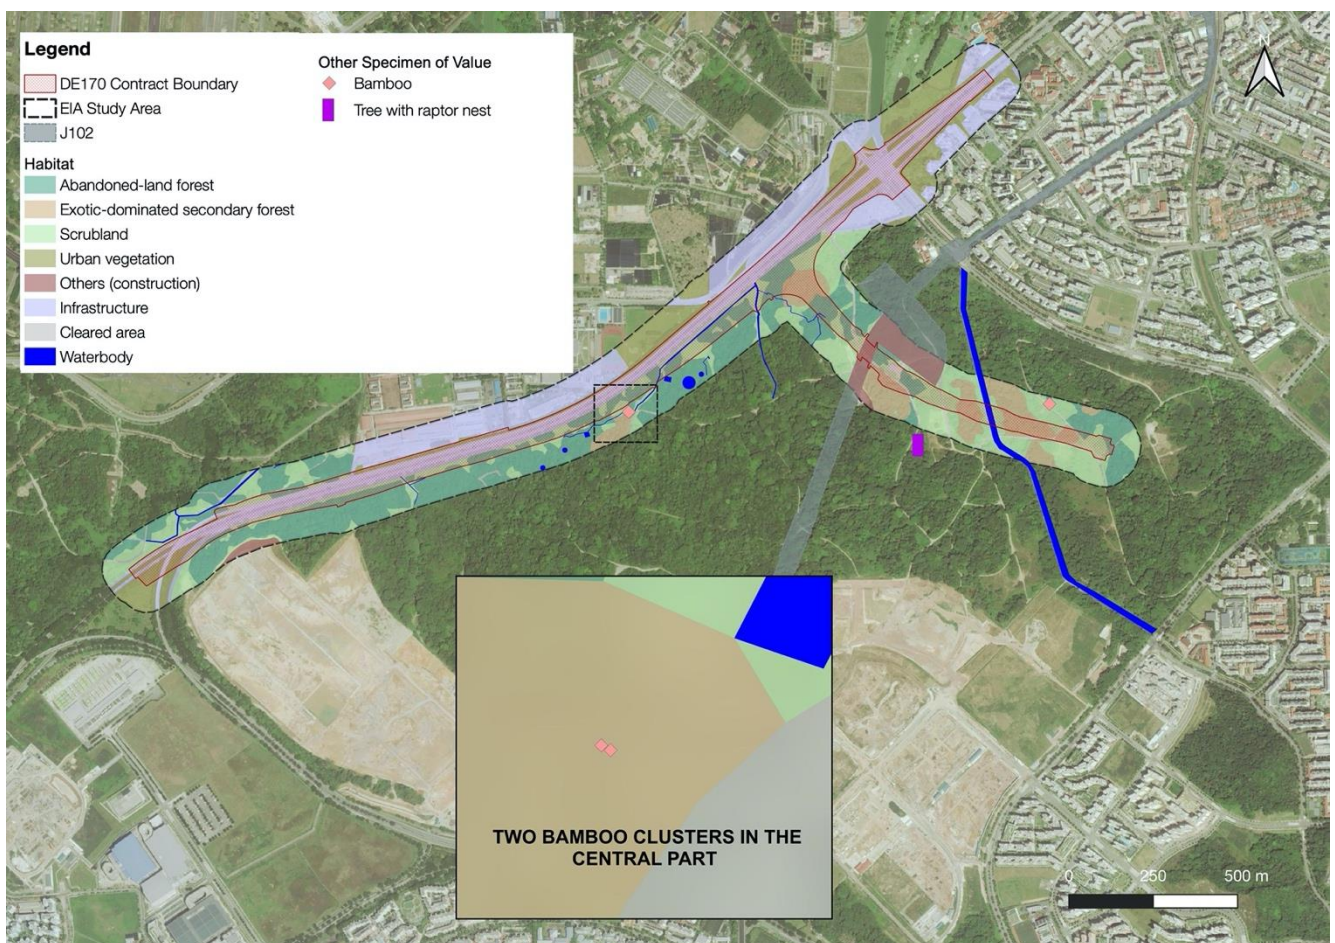 Legend
DE170 Contract Boundary
EIA Study Area
J102
Habitat
Abandoned-land forest
Exotic-dominated secondary forest
Scrubland
Urban vegetation
Others (construction)
Infrastructure
Cleared area
Waterbody
Other Specimen of Value
Bamboo
Tree with raptor nest
N
TWO BAMBOO CLUSTERS IN THE
CENTRAL PART
0 250 500 m